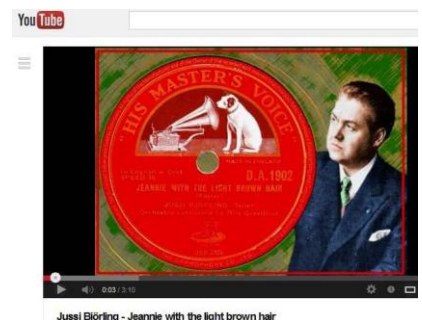 You Tube
"HIS MASTER'S VOICE"
MADE IN ENGLAND
D.A.1902
JEANNIE WITH THE LIGHT BROWN HAIR
0:03 / 3:10
Jussi Björling - Jeannie with the light brown hair